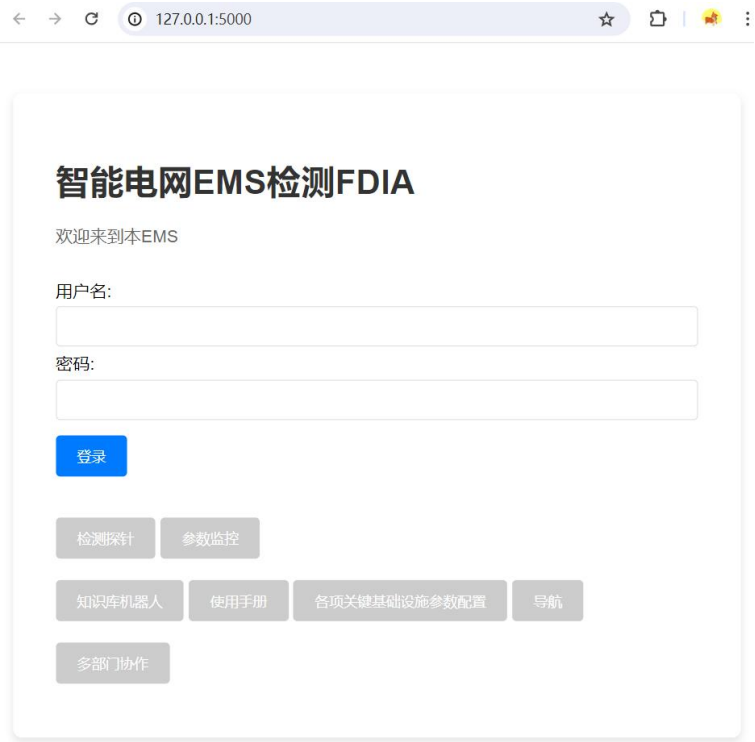 127.0.0.1:5000
智能电网EMS检测FDIA
欢迎来到本EMS
用户名:
密码:
登录
检测探针 参数监控
知识库机器人 使用手册 各项关键基础设施参数配置 导航
多部门协作